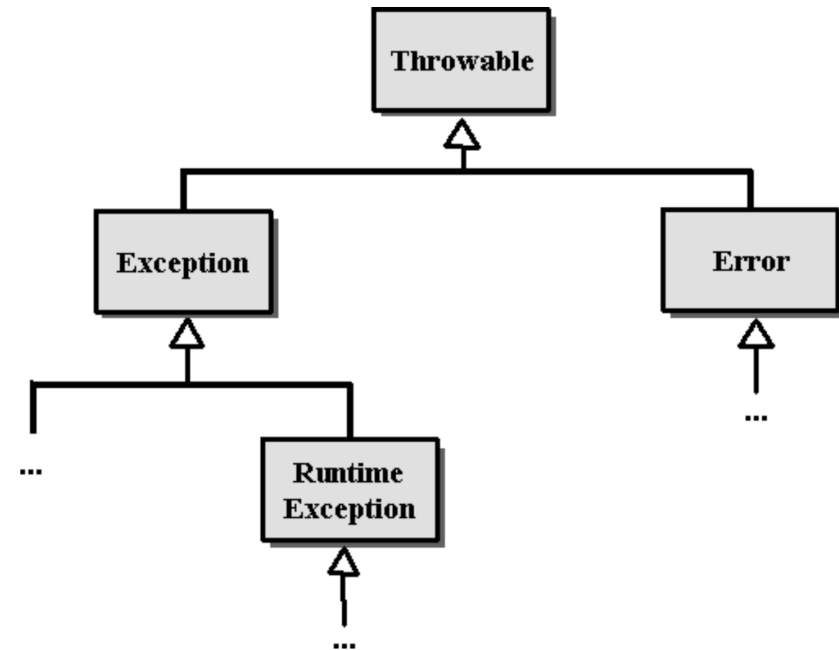 Throwable
Exception
Error
...
...
Runtime
Exception
...